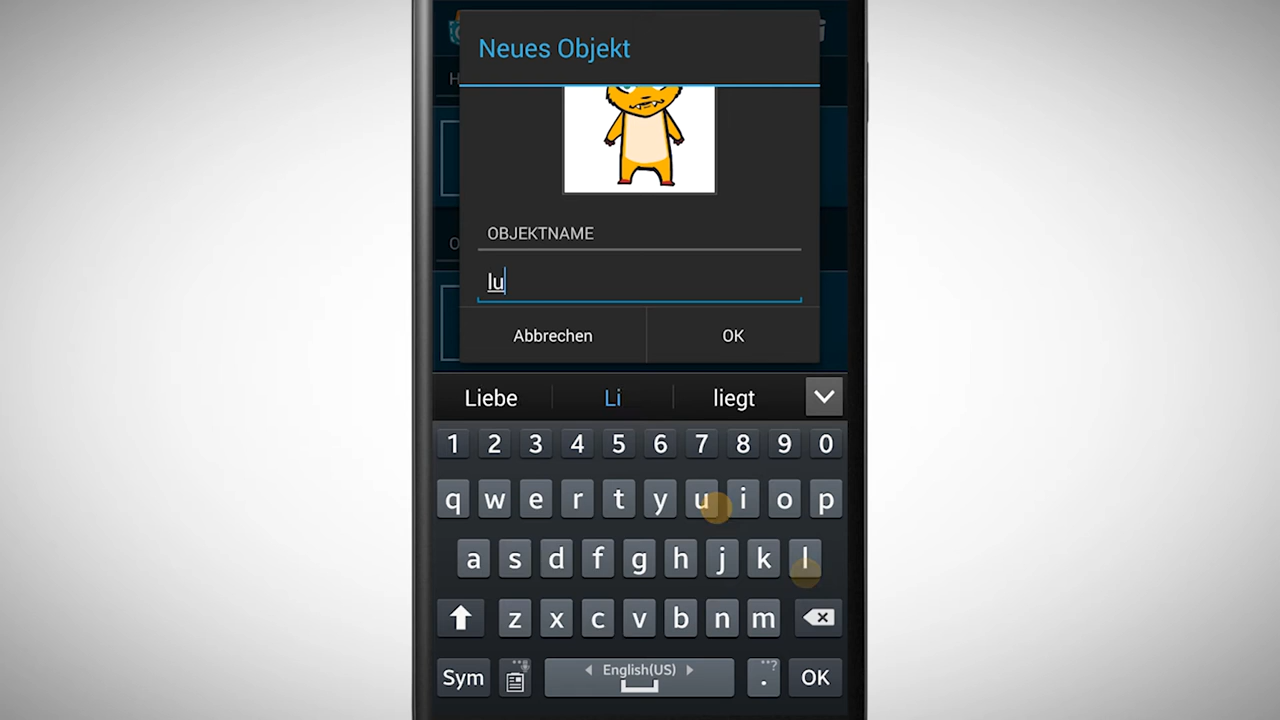 Neues Objekt
H
OBJEKTNAME
O
lu
Abbrechen OK
Liebe Li liegt
1 2 3 4 5 6 7 8 9 0
q w e r t y u i o p
a s d f g h j k l
z x c v b n m
Sym English(US) . ..? OK